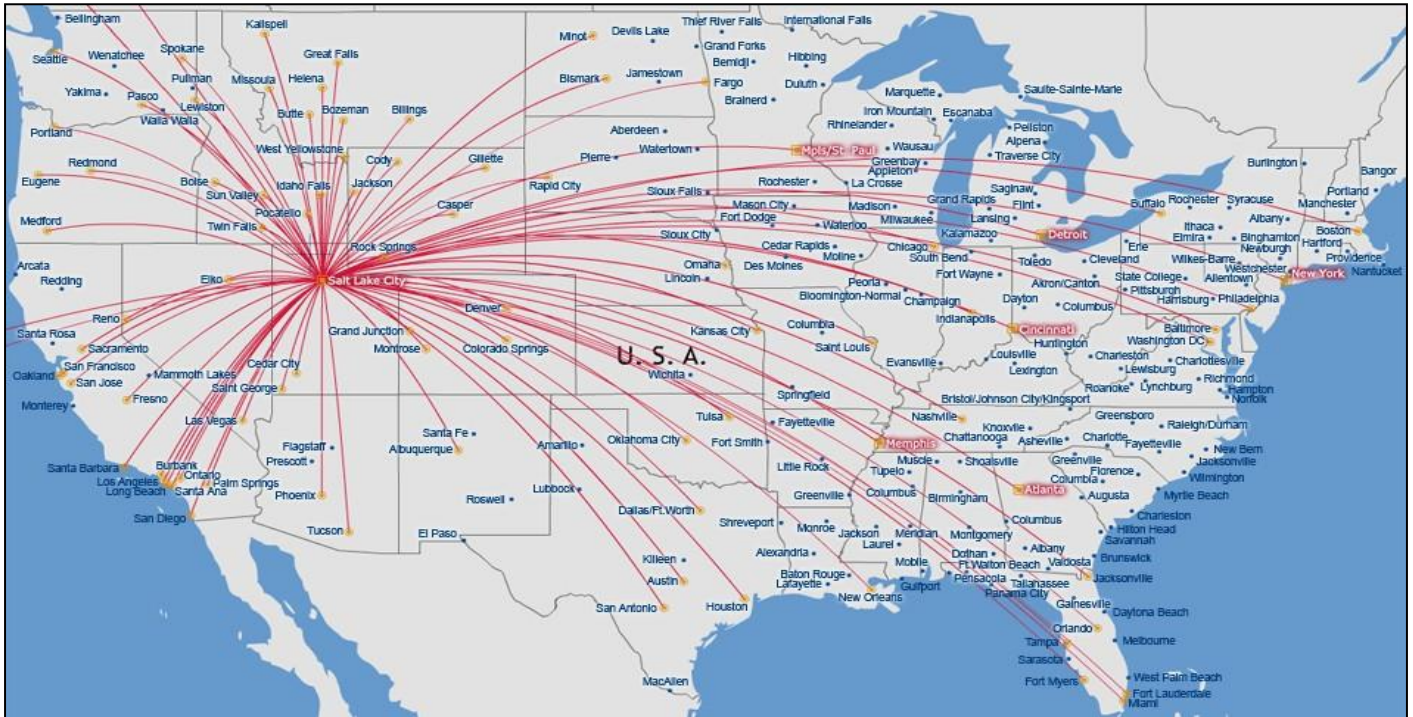 Bellingham
Kalispell
Minot
Devils Lake
Thief River Falls
International Falls
Seattle
Wenatchee
Spokane
Great Falls
Grand Forks
Hibbing
Bemidji
Pullman
Missoula
Helena
Bismark
Jamestown
Fargo
Duluth
Yakima
Pasco
Lewiston
Brainerd
Marquette
Saulte-Sainte-Marie
Walla Walla
Butte
Bozeman
Billings
Iron Mountain
Escanaba
Portland
Aberdeen
Rhinelander
Pellston
West Yellowstone
Watertown
Mpls/St. Paul
Wausau
Alpena
Redmond
Cody
Gillette
Pierre
Greenbay
Traverse City
Burlington
Bangor
Eugene
Boise
Idaho Falls
Jackson
Rapid City
Appleton
Sun Valley
Sioux Falls
Rochester
La Crosse
Saginaw
Portland
Pocatello
Casper
Mason City
Madison
Grand Rapids
Flint
Buffalo
Rochester
Syracuse
Manchester
Medford
Twin Falls
Fort Dodge
Milwaukee
Lansing
Albany
Sioux City
Waterloo
Kalamazoo
Detroit
Ithaca
Boston
Rock Springs
Cedar Rapids
Chicago
Erie
Elmira
Binghamton
Hartford
Arcata
Moline
South Bend
Toledo
Cleveland
Wilkes-Barre
Newburgh
Providence
Redding
Elko
Salt Lake City
Omaha
Des Moines
Fort Wayne
State College
Allentown
Westchester
New York
Nantucket
Lincoln
Peoria
Akron/Canton
Pittsburgh
Bloomington-Normal
Champaign
Dayton
Columbus
Harrisburg
Philadelphia
Reno
Denver
Indianapolis
Santa Rosa
Grand Junction
Kansas City
Columbia
Cincinnati
Baltimore
Sacramento
Montrose
Colorado Springs
Saint Louis
Huntington
Washington DC
U. S. A.
San Francisco
Cedar City
Evansville
Louisville
Charleston
Charlottesville
Oakland
Mammoth Lakes
Wichita
Lexington
Lewisburg
San Jose
Saint George
Richmond
Fresno
Springfield
Roanoke
Lynchburg
Hampton
Monterey
Bristol/Johnson City/Kingsport
Norfolk
Las Vegas
Tulsa
Fayetteville
Nashville
Greensboro
Santa Fe
Knoxville
Raleigh/Durham
Flagstaff
Albuquerque
Amarillo
Oklahoma City
Fort Smith
Memphis
Chattanooga
Asheville
Charlotte
Fayetteville
New Bern
Prescott
Santa Barbara
Burbank
Little Rock
Muscle
Shoalsville
Greenville
Jacksonville
Los Angeles
Ontario
Tupelo
Florence
Wilmington
Long Beach
Santa Ana
Palm Springs
Phoenix
Roswell
Lubbock
Greenville
Columbus
Birmingham
Atlanta
Columbia
Augusta
Myrtle Beach
San Diego
Dallas/Ft.Worth
Charleston
Tucson
El Paso
Shreveport
Monroe
Jackson
Meridian
Montgomery
Columbus
Hilton Head
Laurel
Savannah
Killeen
Alexandria
Dothan
Albany
Brunswick
Mobile
Ft.Walton Beach
Valdosta
Austin
Baton Rouge
Lafayette
Gulfport
Pensacola
Tallahassee
Jacksonville
San Antonio
Houston
New Orleans
Panama City
Gainesville
Daytona Beach
Orlando
Tampa
Melbourne
Sarasota
MacAllen
Fort Myers
West Palm Beach
Fort Lauderdale
Miami